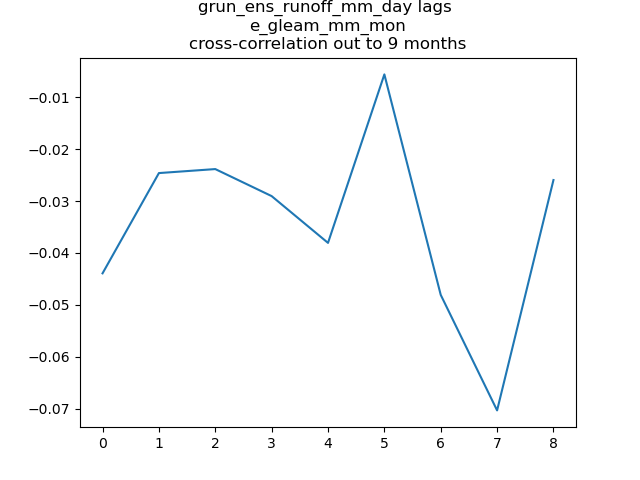 grun_ens_runoff_mm_day lags
e_gleam_mm_mon
cross-correlation out to 9 months
−0.01
−0.02
−0.03
−0.04
−0.05
−0.06
−0.07
0 1 2 3 4 5 6 7 8